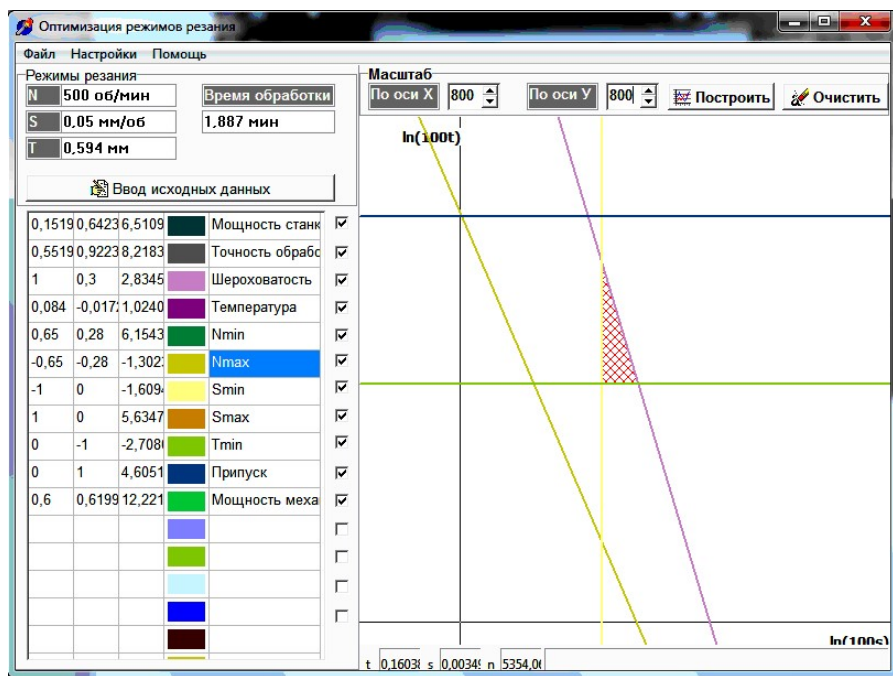 Оптимизация режимов резания
Файл Настройки Помощь
Режимы резания
N 500 об/мин Время обработки
S 0,05 мм/об 1,887 мин
T 0,594 мм
Ввод исходных данных
Масштаб
По оси X 800 По оси У 800 Построить Очистить
0,1519 0,6423 6,5109 Мощность станк
0,5519 0,9223 8,2183 Точность обрабо
1 0,3 2,8345 Шероховатость
0,084 -0,017 1,0240 Температура
0,65 0,28 6,1543 Nmin
-0,65 -0,28 -1,302 Nmax
-1 0 -1,609 Smin
1 0 5,6347 Smax
0 -1 -2,708 Tmin
0 1 4,6051 Припуск
0,6 0,6199 12,221 Мощность меха
ln(100t)
ln(100s)
t 0,1603 s 0,0034 n 5354,0